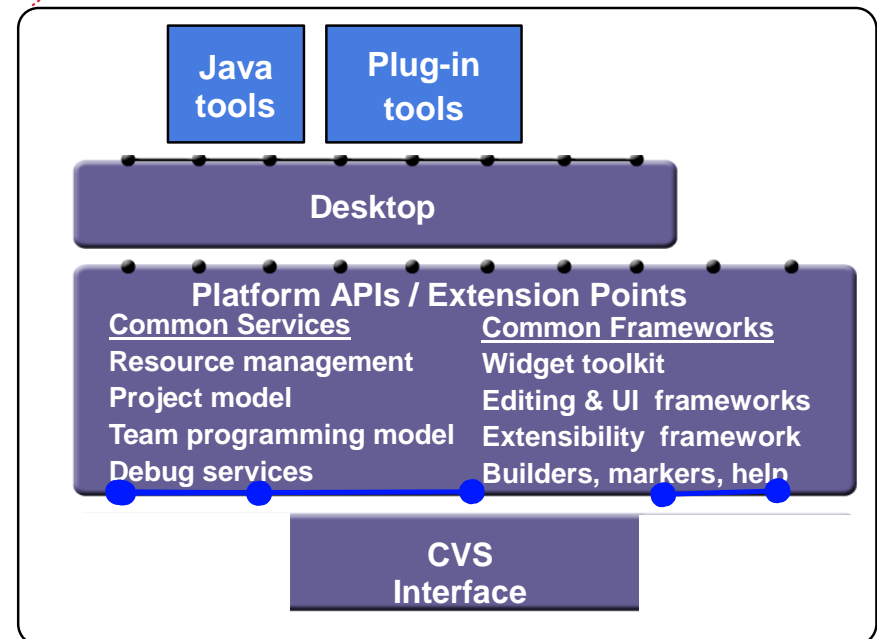 Java
tools
Plug-in
tools
Desktop
Platform APIs / Extension Points
Common Services
Resource management
Project model
Team programming model
Debug services
Common Frameworks
Widget toolkit
Editing & UI frameworks
Extensibility framework
Builders, markers, help
CVS
Interface